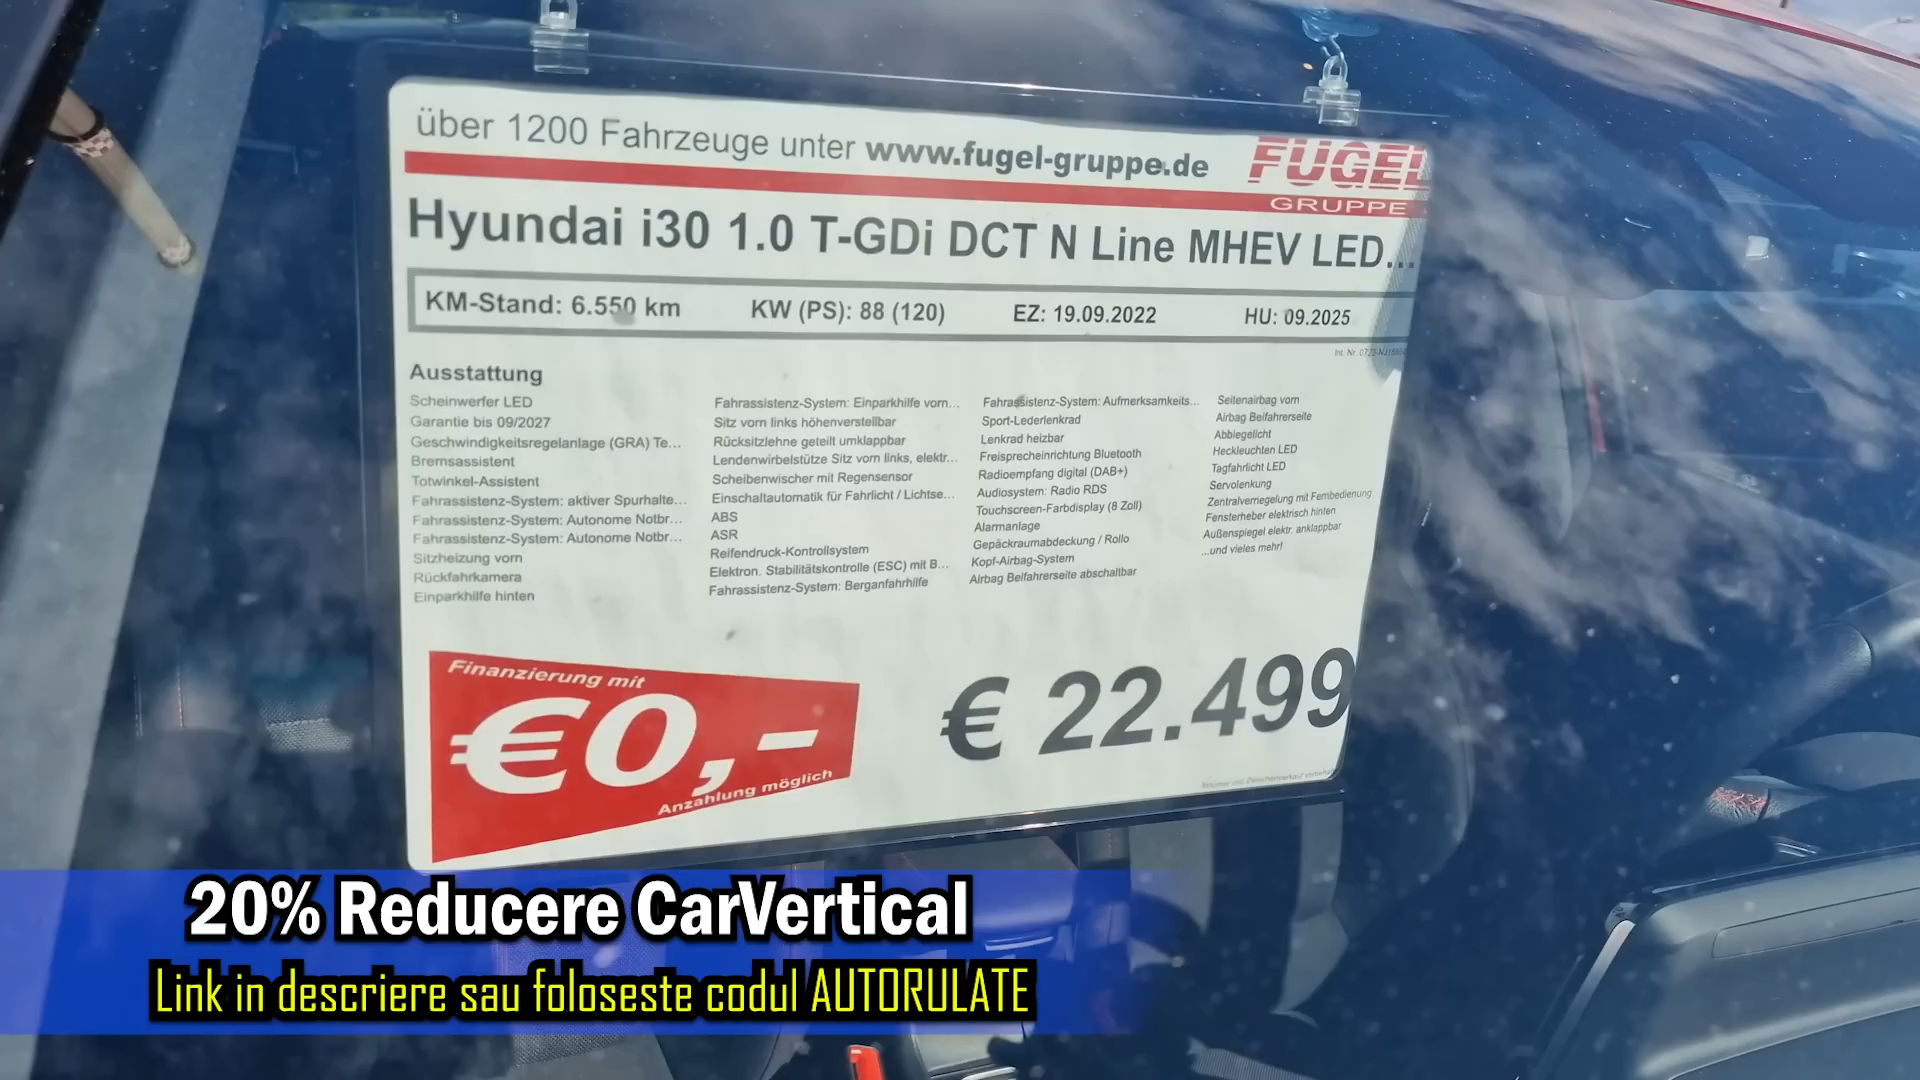 über 1200 Fahrzeuge unter www.fugel-gruppe.de
FUGEL
GRUPPE
Hyundai i30 1.0 T-GDi DCT N Line MHEV LED...
KM-Stand: 6.550 km KW (PS): 88 (120) EZ: 19.09.2022 HU: 09.2025
Int. Nr.
Ausstattung
Scheinwerfer LED
Garantie bis 09/2027
Geschwindigkeitsregelanlage (GRA) Te...
Bremsassistent
Totwinkel-Assistent
Fahrassistenz-System: aktiver Spurhalte...
Fahrassistenz-System: Autonome Notbr...
Fahrassistenz-System: Autonome Notbr...
Sitzheizung vorn
Rückfahrkamera
Einparkhilfe hinten
Fahrassistenz-System: Einparkhilfe vorn...
Sitz vorn links höhenverstellbar
Rücksitzlehne geteilt umklappbar
Lendenwirbelstütze Sitz vorn links, elektr...
Scheibenwischer mit Regensensor
Einschaltautomatik für Fahrlicht / Lichtse...
ABS
ASR
Reifendruck-Kontrollsystem
Elektron. Stabilitätskontrolle (ESC) mit B...
Fahrassistenz-System: Berganfahrhilfe
Fahrassistenz-System: Aufmerksamkeits...
Sport-Lederlenkrad
Lenkrad heizbar
Freisprecheinrichtung Bluetooth
Radioempfang digital (DAB+)
Audiosystem: Radio RDS
Touchscreen-Farbdisplay (8 Zoll)
Alarmanlage
Gepäckraumabdeckung / Rollo
Kopf-Airbag-System
Airbag Beifahrerseite abschaltbar
Seitenairbag vorn
Airbag Beifahrerseite
Abbiegelicht
Heckleuchten LED
Tagfahrlicht LED
Servolenkung
Zentralverriegelung mit Fernbedienung
Fensterheber elektrisch hinten
Außenspiegel elektr. anklappbar
...und vieles mehr!
Finanzierung mit
€0,-
Anzahlung möglich
€ 22.499
20% Reducere CarVertical
Link in descriere sau foloseste codul AUTORULATE